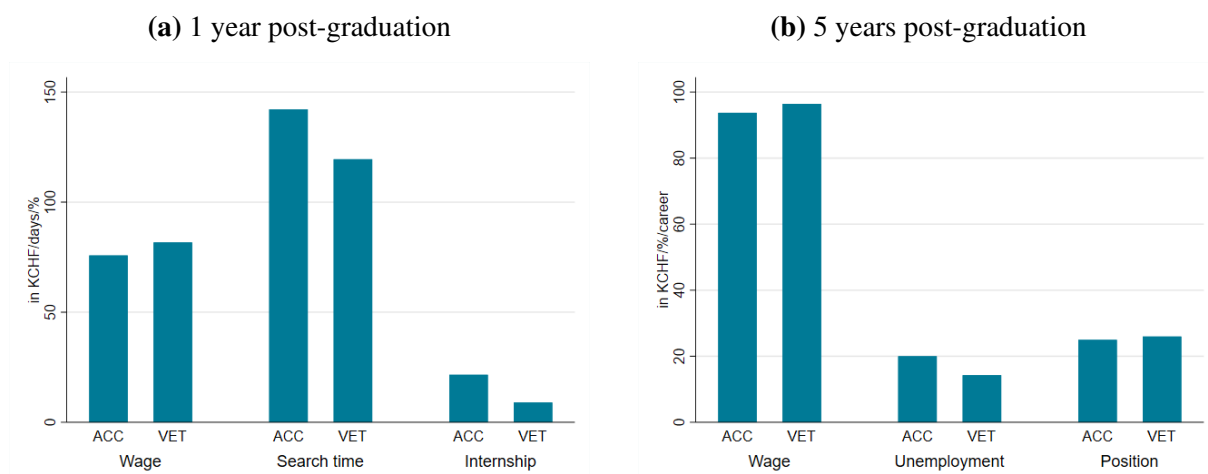 (a) 1 year post-graduation
in KCHF/days/%
150
100
50
0
ACC VET ACC VET ACC VET
Wage Search time Internship
(b) 5 years post-graduation
in KCHF/%/career
100
80
60
40
20
0
ACC VET ACC VET ACC VET
Wage Unemployment Position